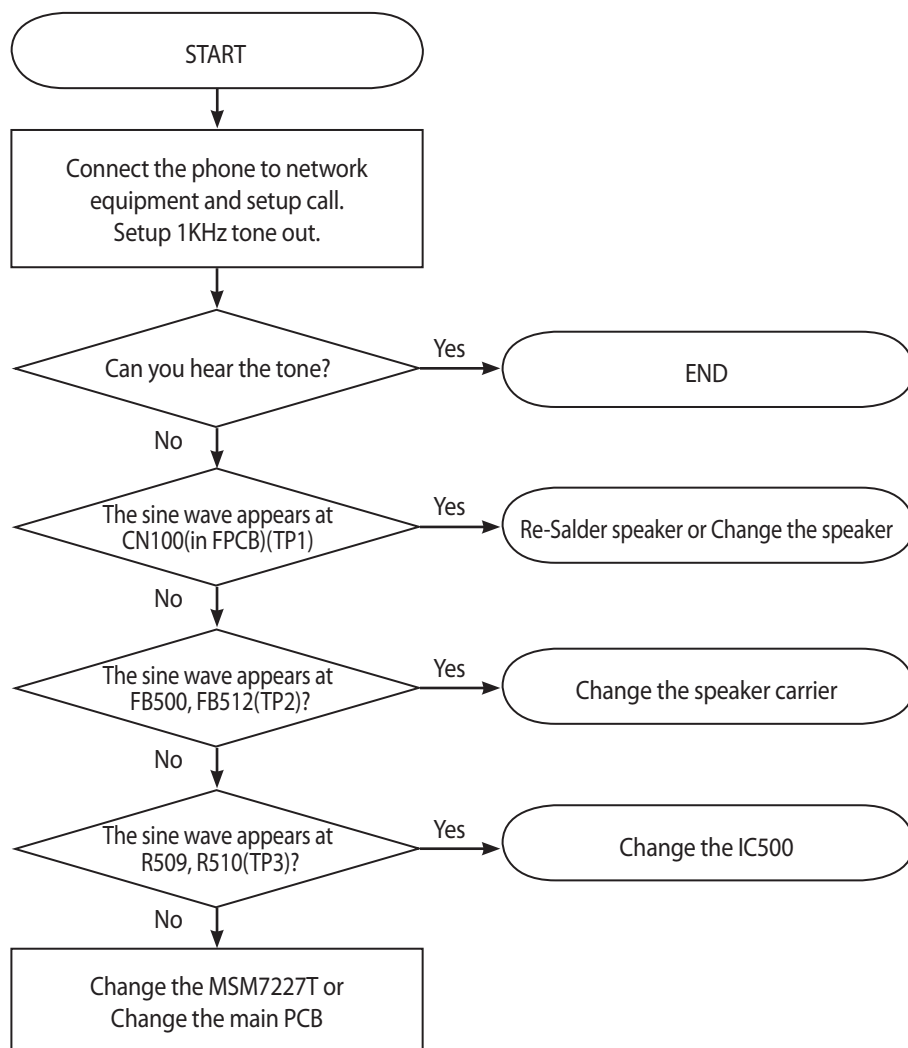 START
Connect the phone to network
equipment and setup call.
Setup 1KHz tone out.
Can you hear the tone?
Yes
END
No
The sine wave appears at
CN100(in FPCB)(TP1)
Yes
Re-Salder speaker or Change the speaker
No
The sine wave appears at
FB500, FB512(TP2)?
Yes
Change the speaker carrier
No
The sine wave appears at
R509, R510(TP3)?
Yes
Change the IC500
No
Change the MSM7227T or
Change the main PCB